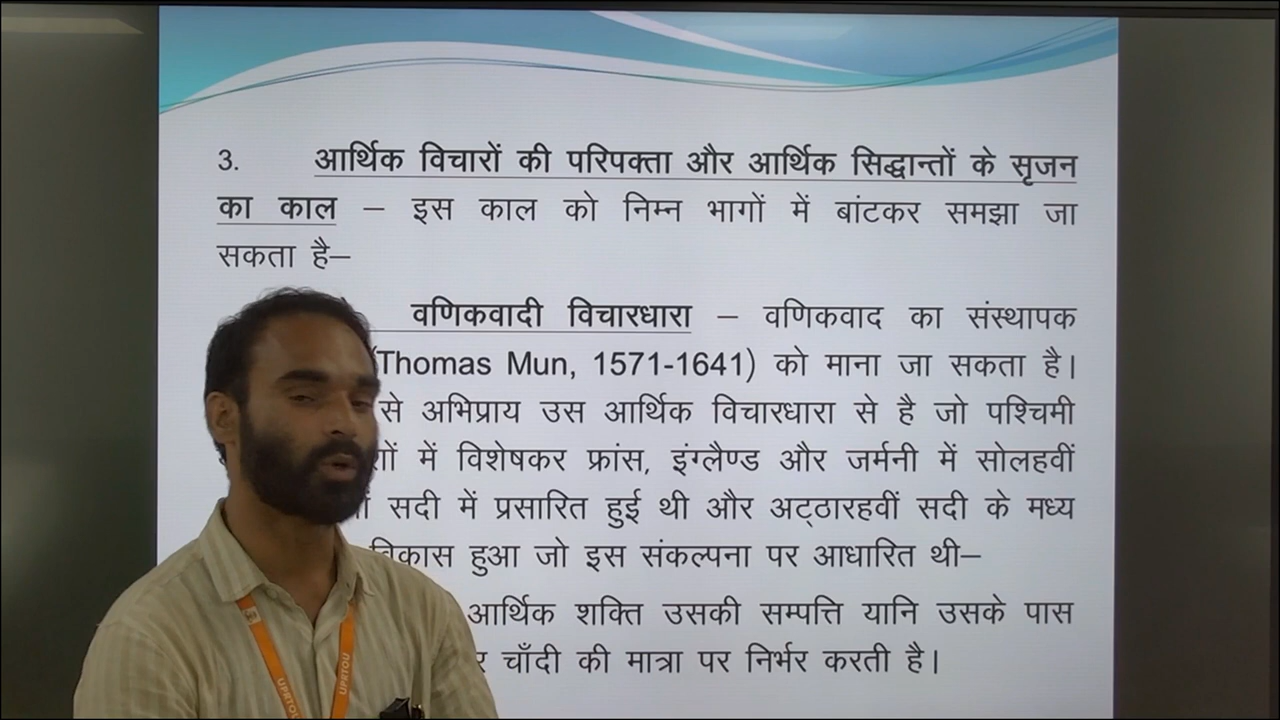 3. आर्थिक विचारों की परिपक्ता और आर्थिक सिद्धान्तों के सृजन
का काल – इस काल को निम्न भागों में बांटकर समझा जा
सकता है–
वणिकवादी विचारधारा – वणिकवाद का संस्थापक
(Thomas Mun, 1571-1641) को माना जा सकता है।
से अभिप्राय उस आर्थिक विचारधारा से है जो पश्चिमी
में विशेषकर फ्रांस, इंग्लैण्ड और जर्मनी में सोलहवीं
सदी में प्रसारित हुई थी और अट्ठारहवीं सदी के मध्य
विकास हुआ जो इस संकल्पना पर आधारित थी–
आर्थिक शक्ति उसकी सम्पत्ति यानि उसके पास
चाँदी की मात्रा पर निर्भर करती है।
UPRTOU
UPRTOU